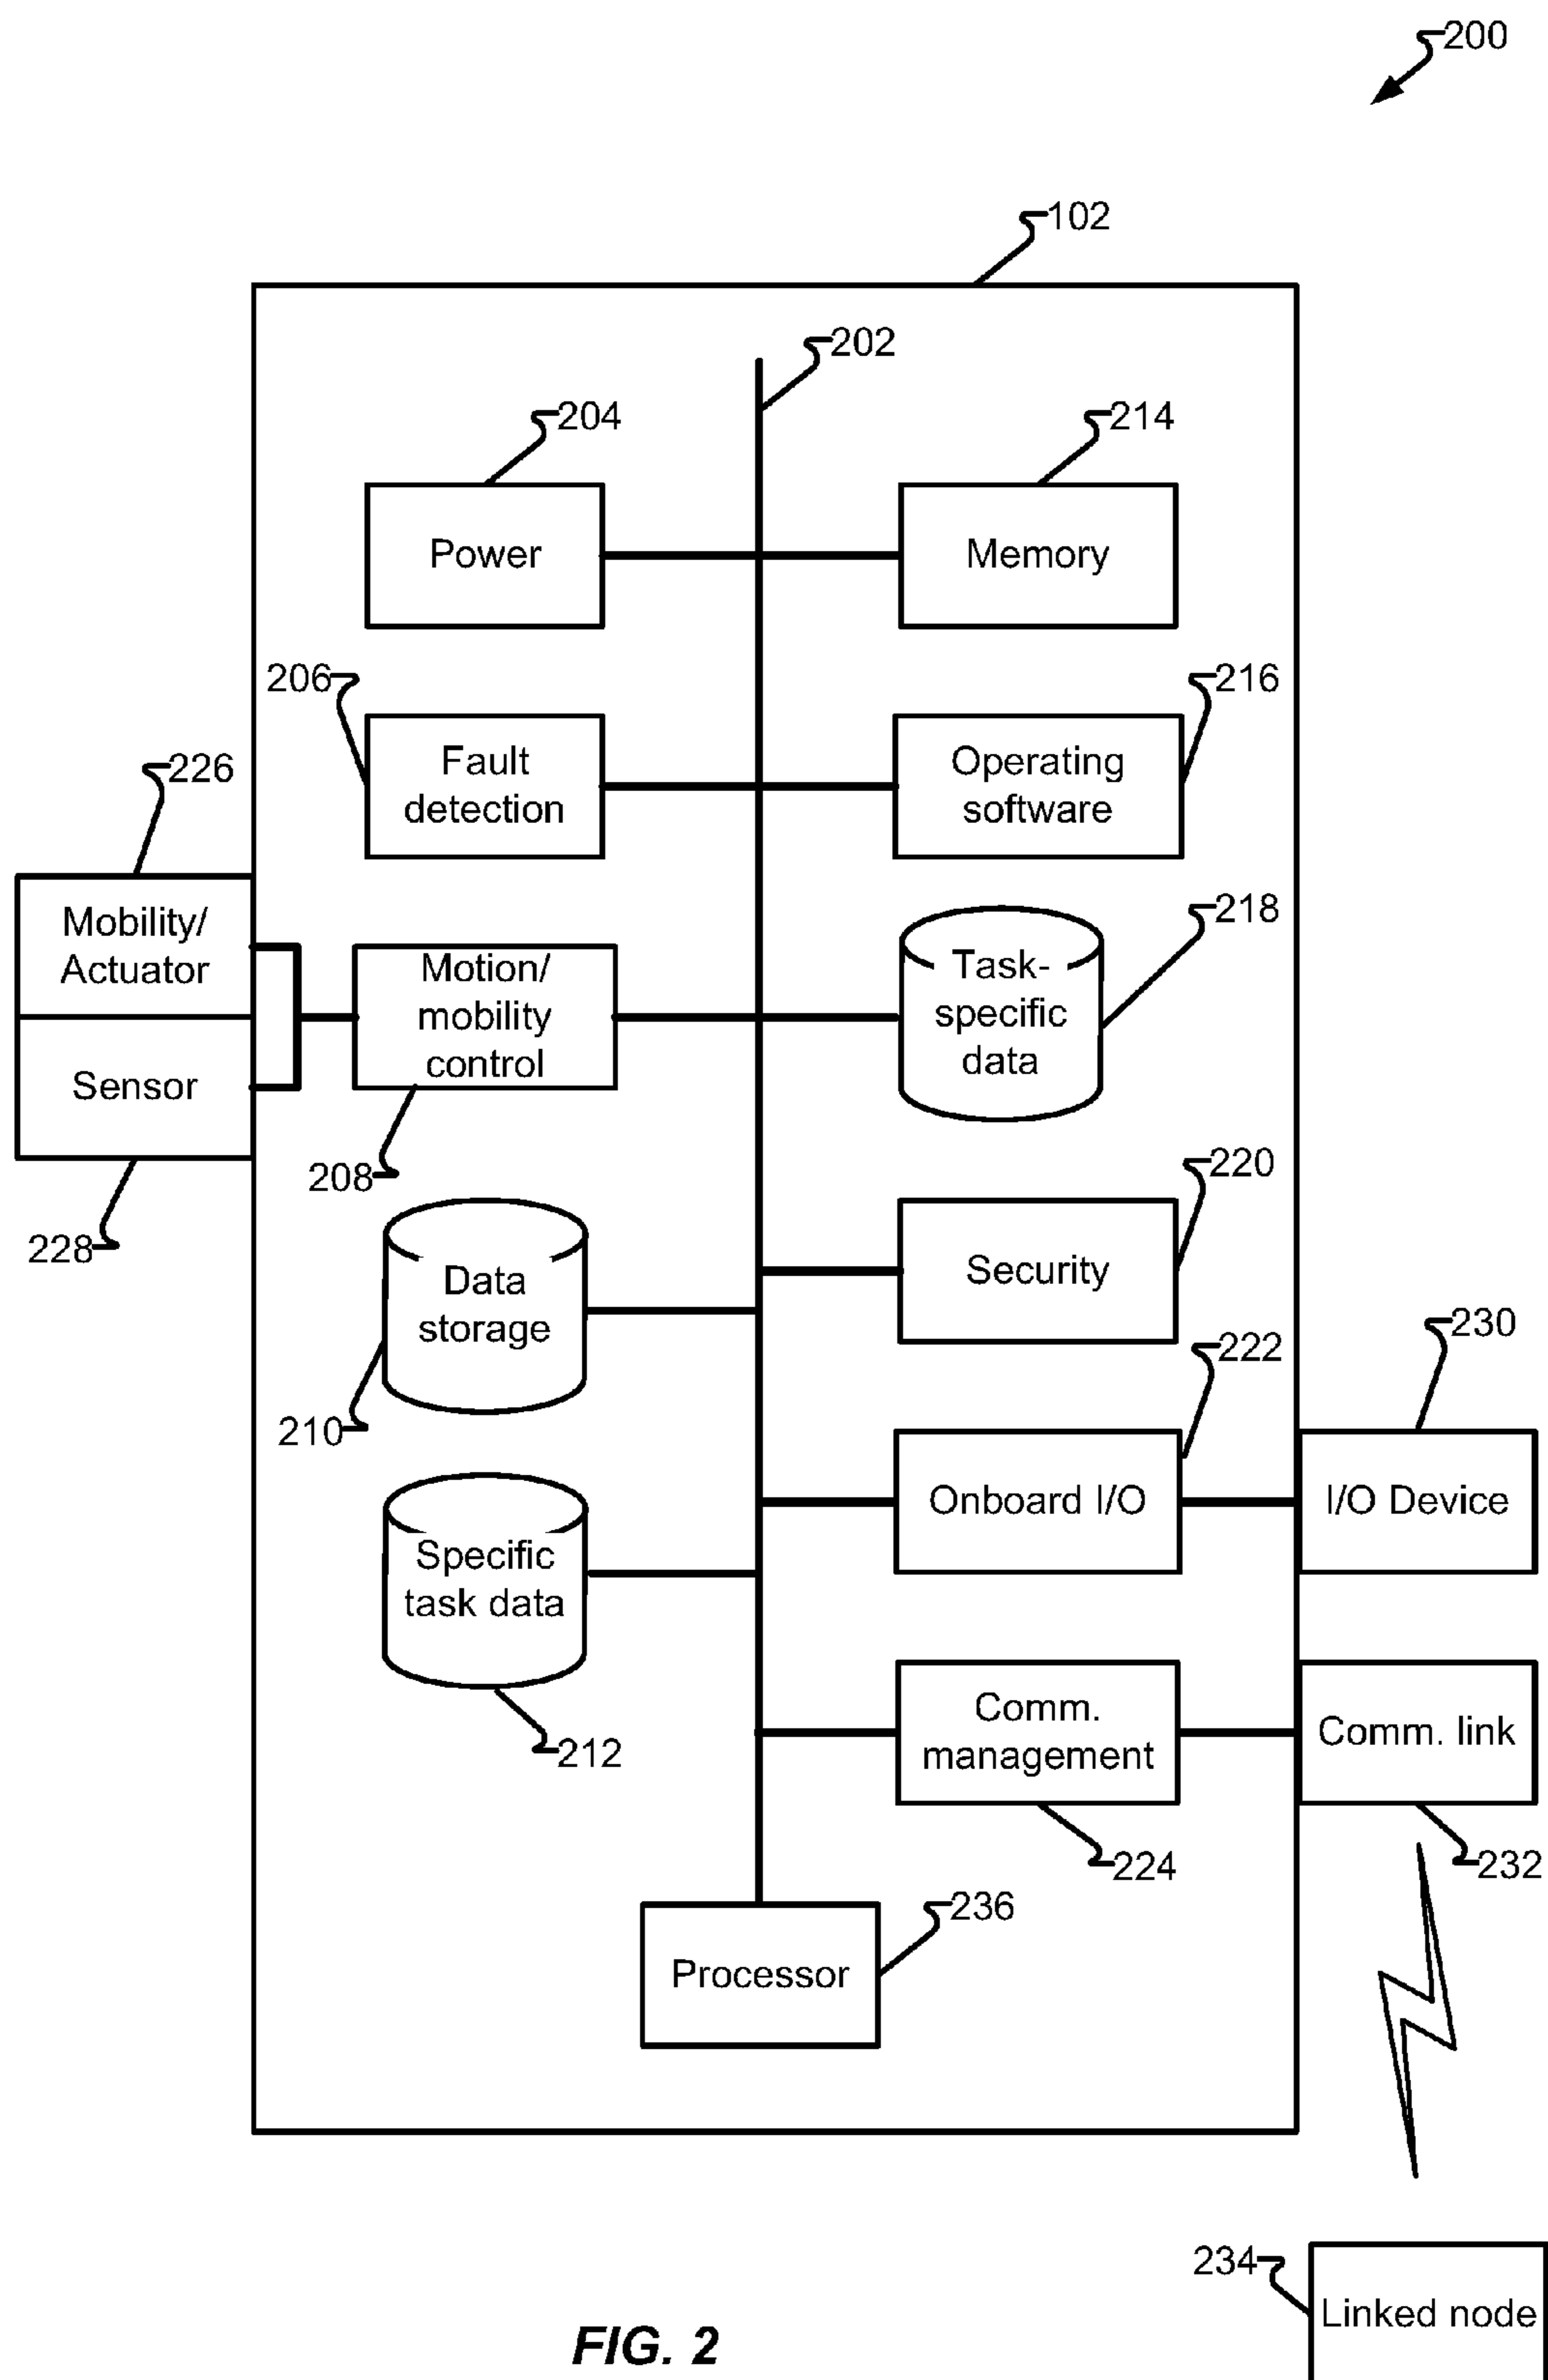 200
102
202
204
214
Power
Memory
206
216
Fault
detection
Operating
software
226
218
Mobility/
Actuator
Motion/
mobility
control
Task-
specific
data
Sensor
208
220
228
Data
storage
Security
210
222
230
Onboard I/O
I/O Device
Specific
task data
212
Comm.
management
Comm. link
224
232
236
Processor
234
Linked node
FIG. 2